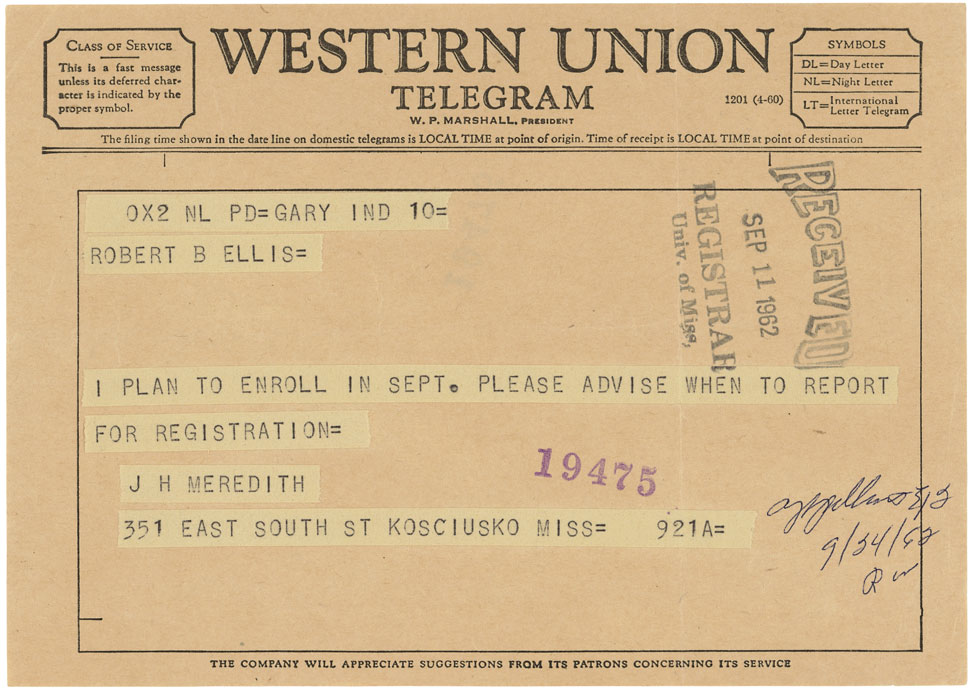 CLASS OF SERVICE
This is a fast message
unless its deferred char-
acter is indicated by the
proper symbol.
WESTERN UNION
TELEGRAM
W. P. MARSHALL, PRESIDENT
1201 (4-60)
SYMBOLS
DL=Day Letter
NL=Night Letter
LT=International Letter Telegram
The filing time shown in the date line on domestic telegrams is LOCAL TIME at point of origin. Time of receipt is LOCAL TIME at point of destination
OX2 NL PD=GARY IND 10=
ROBERT B ELLIS=
RECEIVED
SEP 11 1962
REGISTRAR
Univ. of Miss,
I PLAN TO ENROLL IN SEPT. PLEASE ADVISE WHEN TO REPORT
FOR REGISTRATION=
J H MEREDITH
351 EAST SOUTH ST KOSCIUSKO MISS= 921A=
19475
9/24/62
THE COMPANY WILL APPRECIATE SUGGESTIONS FROM ITS PATRONS CONCERNING ITS SERVICE